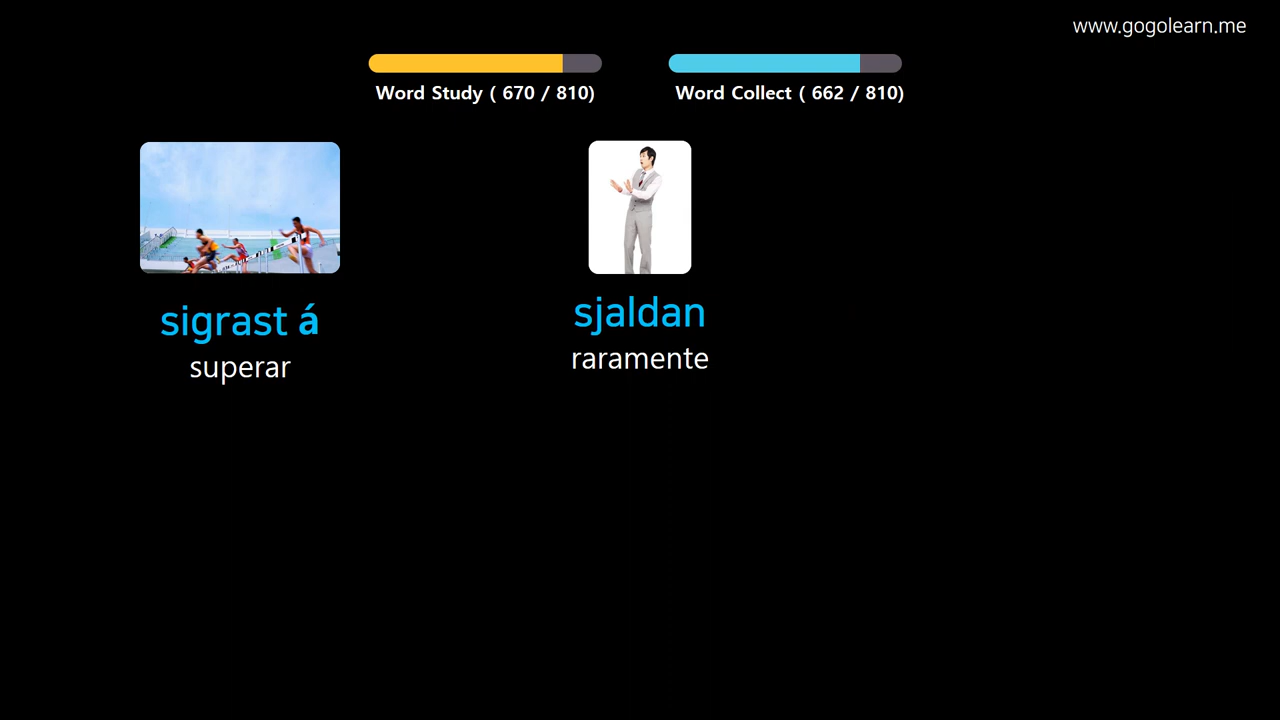 www.gogolearn.me
Word Study ( 670 / 810)
Word Collect ( 662 / 810)
sigrast á
superar
sjaldan
raramente